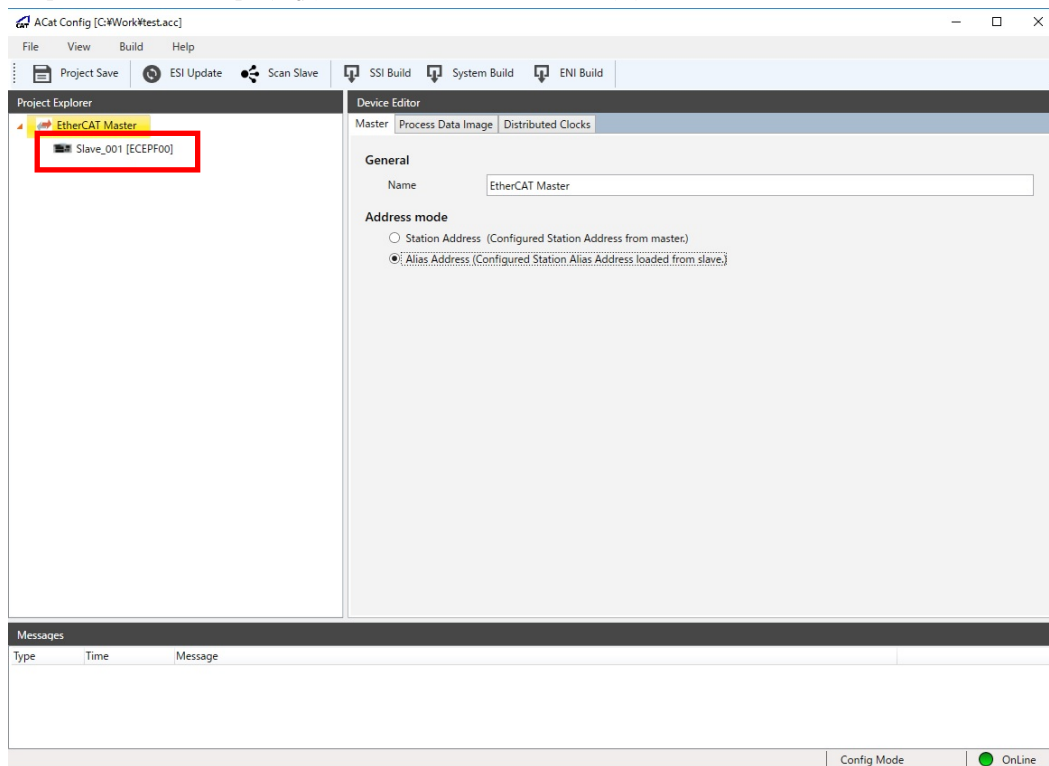 ACat Config [C:¥Work¥test.acc]
File View Build Help
Project Save ESI Update Scan Slave SSI Build System Build ENI Build
Project Explorer
EtherCAT Master
Slave_001 [ECEPF00]
Device Editor
Master Process Data Image Distributed Clocks
General
Name EtherCAT Master
Address mode
Station Address (Configured Station Address from master.)
Alias Address (Configured Station Alias Address loaded from slave.)
Messages
Type Time Message
Config Mode OnLine